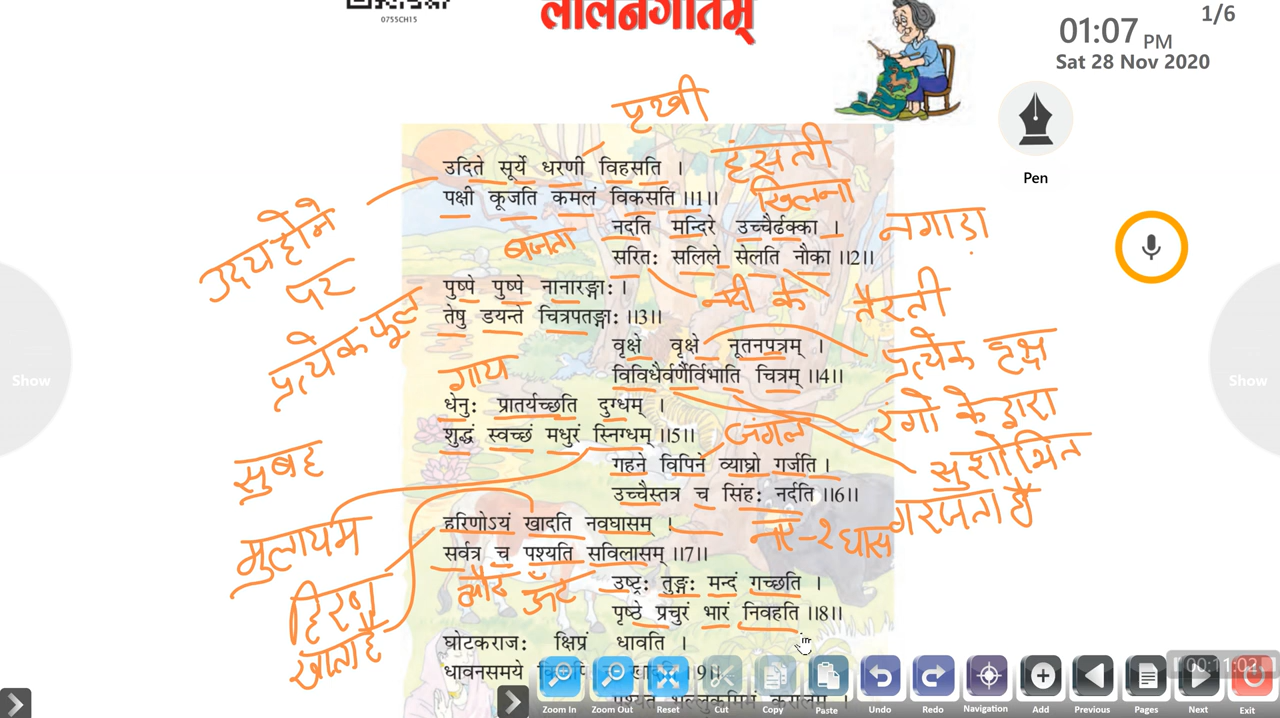 0755CH15
लालनगीतम्
1/6
01:07 PM
Sat 28 Nov 2020
Pen
पृथ्वी
उदिते सूर्ये धरणी विहसति ।
हंसती
पक्षी कूजति कमलं विकसति ॥1॥
खिलना
नदति मन्दिरे उच्चैर्ढक्का ।
नगाड़ा
बजता
सरितः सलिले सेलति नौका ॥2॥
उदय होने
पर
पुष्पे पुष्पे नानारङ्गाः ।
नदी के
तैरती
तेषु डयन्ते चित्रपतङ्गाः ॥3॥
प्रत्येक फूल
वृक्षे वृक्षे नूतनपत्रम् ।
प्रत्येक वृक्ष
गाय
विविधैर्वर्णैर्विभाति चित्रम् ॥4॥
धेनुः प्रातर्यच्छति दुग्धम् ।
रंगो के द्वारा
शुद्धं स्वच्छं मधुरं स्निग्धम् ॥5॥
जंगल
सुबह
गहने विपिने व्याघ्रो गर्जति ।
सुशोभित
उच्चैस्तत्र च सिंहः नर्दति ॥6॥
गरजता है
हरिणोऽयं खादति नवघासम् ।
नए-२ घास
मुलायम
सर्वत्र च पश्यति सविलासम् ॥7॥
और ऊँट
उष्ट्रः तुङ्गः मन्दं गच्छति ।
हिरण
पृष्ठे प्रचुरं भारं निवहति ॥8॥
खाता है
घोटकराजः क्षिप्रं धावति ।
धावनसमये
Show
Show
00:11:02
Zoom In
Zoom Out
Reset
Cut
Copy
Paste
Undo
Redo
Navigation
Add
Previous
Pages
Next
Exit